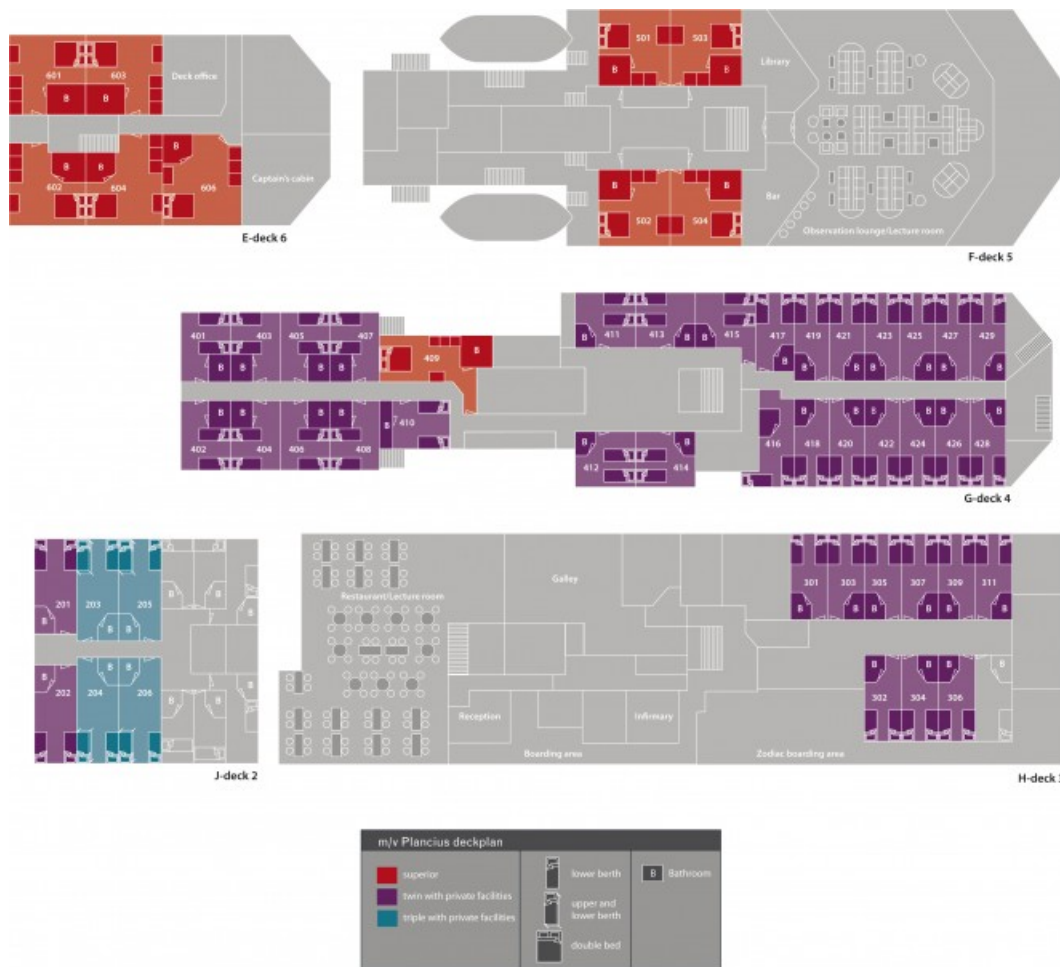 601 603
Deck office
B B
B
B B
602 604 606
Captain's cabin
E-deck 6
501 503
B B
Library
B B
Bar
502 504
Observation lounge/Lecture room
F-deck 5
401 403 405 407
B B B B
409 B
B B B B
402 404 406 408
B 410
411 413 415
B B B
417 419 421 423 425 427 429
B B B B B B B
B B
412 414
B B B B B B B
416 418 420 422 424 426 428
G-deck 4
201 203 205
B B B B B
B B B B B
202 204 206
J-deck 2
Restaurant/Lecture room
Galley
Reception
Infirmary
Boarding area
Zodiac boarding area
301 303 305 307 309 311
B B B B B B
B B B B
302 304 306
H-deck
m/v Plancius deckplan
superior
twin with private facilities
triple with private facilities
lower berth
upper and
lower berth
double bed
B Bathroom